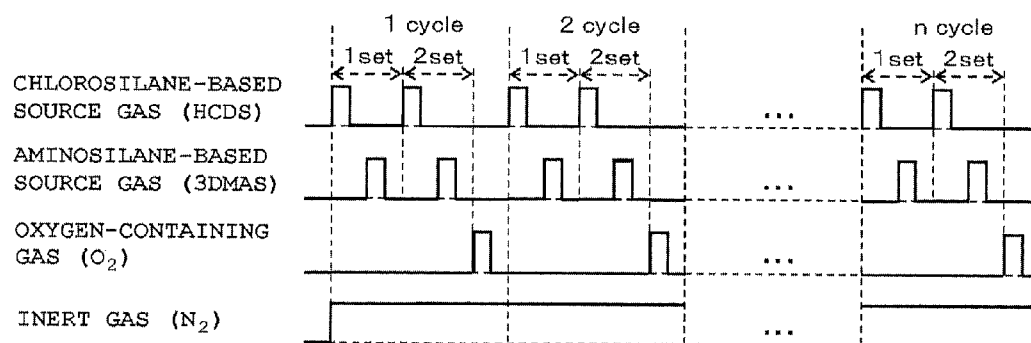 1 cycle 2 cycle n cycle
1set 2set 1set 2set 1set 2set
CHLOROSILANE-BASED
SOURCE GAS (HCDS)
...
AMINOSILANE-BASED
SOURCE GAS (3DMAS)
...
OXYGEN-CONTAINING
GAS (O₂)
...
INERT GAS (N₂)
...